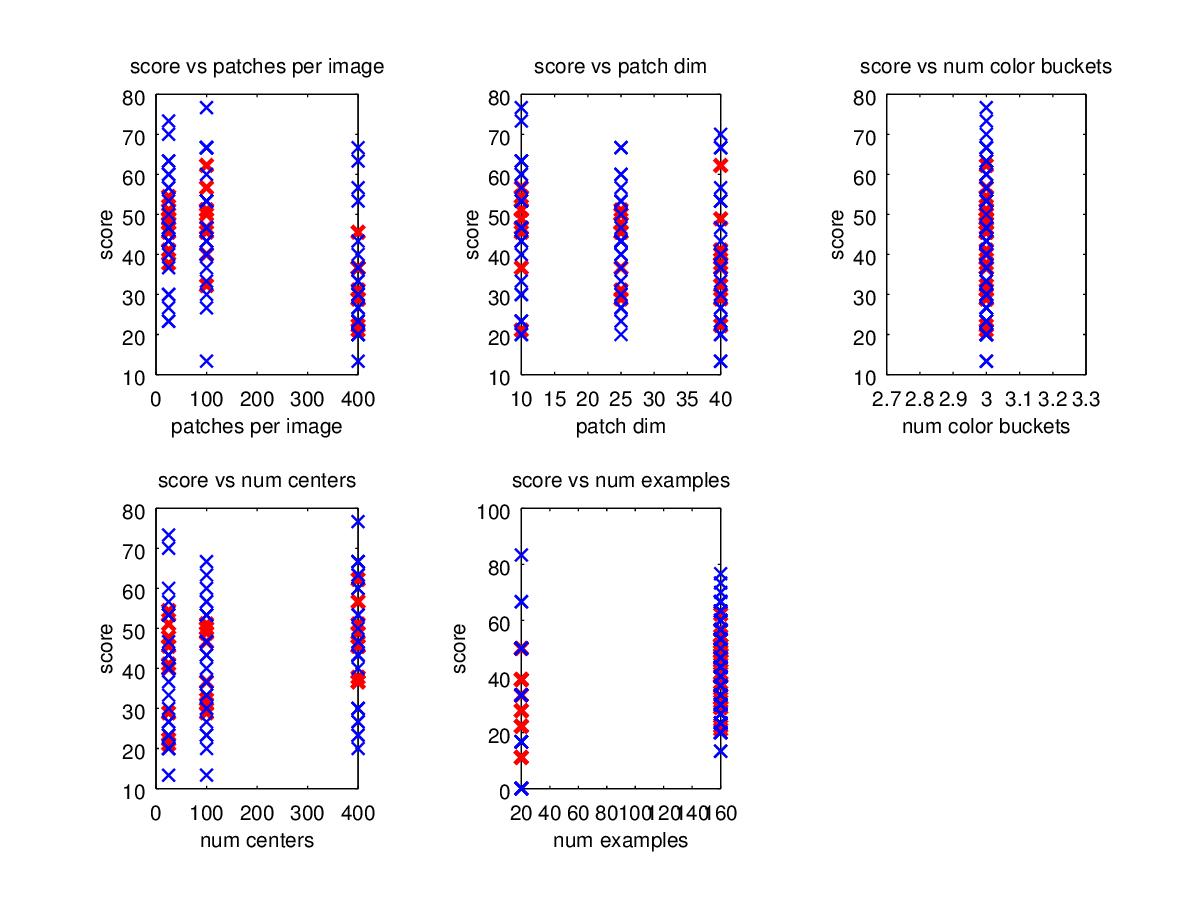 score vs patches per image
80
70
60
50
40
30
20
10
score
0 100 200 300 400
patches per image
score vs patch dim
80
70
60
50
40
30
20
10
score
10 15 20 25 30 35 40
patch dim
score vs num color buckets
80
70
60
50
40
30
20
10
score
2.7 2.8 2.9 3 3.1 3.2 3.3
num color buckets
score vs num centers
80
70
60
50
40
30
20
10
score
0 100 200 300 400
num centers
score vs num examples
100
80
60
40
20
0
score
20 40 60 80 100 120 140 160
num examples